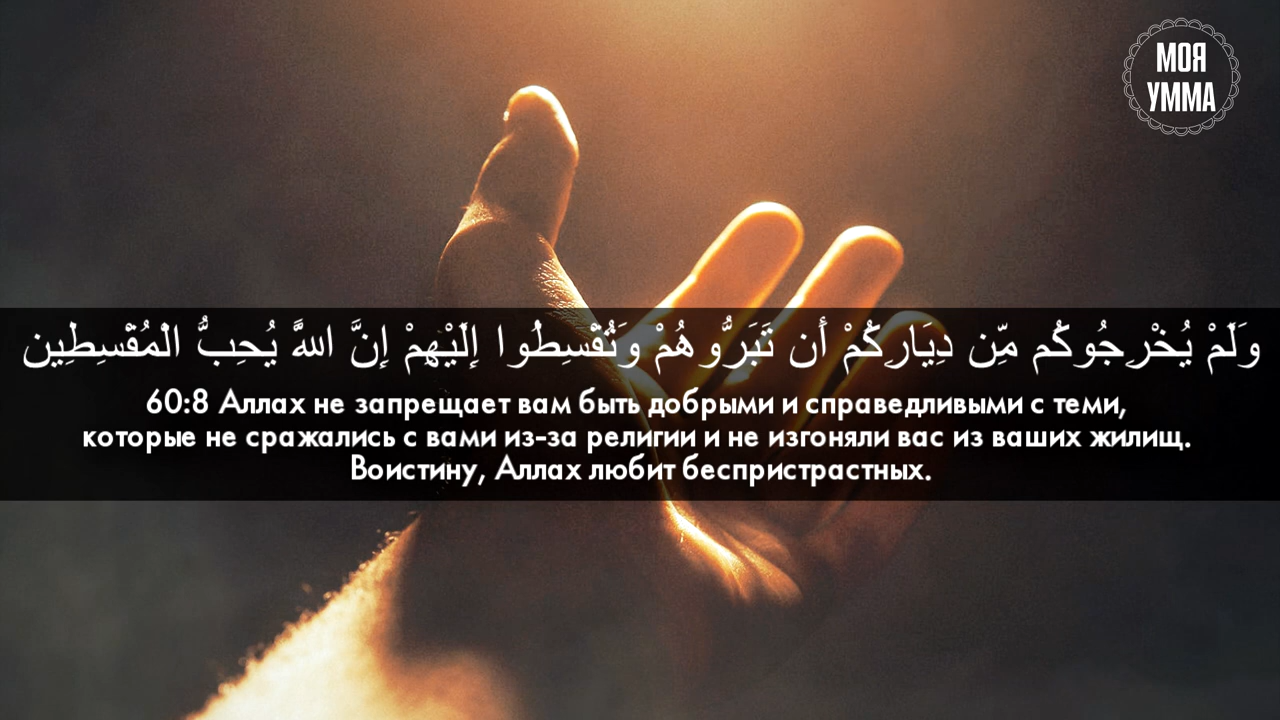 МОЯ
УММА
وَلَمْ يُخْرِجُوكُم مِّن دِيَارِكُمْ أَن تَبَرُّوهُمْ وَتُقْسِطُوا إِلَيْهِمْ إِنَّ اللَّهَ يُحِبُّ الْمُقْسِطِين
60:8 Аллах не запрещает вам быть добрыми и справедливыми с теми,
которые не сражались с вами из-за религии и не изгоняли вас из ваших жилищ.
Воистину, Аллах любит беспристрастных.